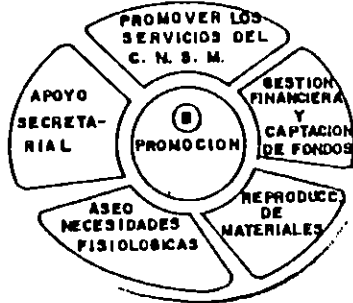 PROMOVER LOS
SERVICIOS DEL
C. N. S. M.
GESTION
FINANCIERA
Y
CAPTACION
DE FONDOS
REPRODUCC.
DE
MATERIALES
ASEO
NECESIDADES
FISIOLOGICAS
APOYO
SECRETA-
RIAL
PROMOCION